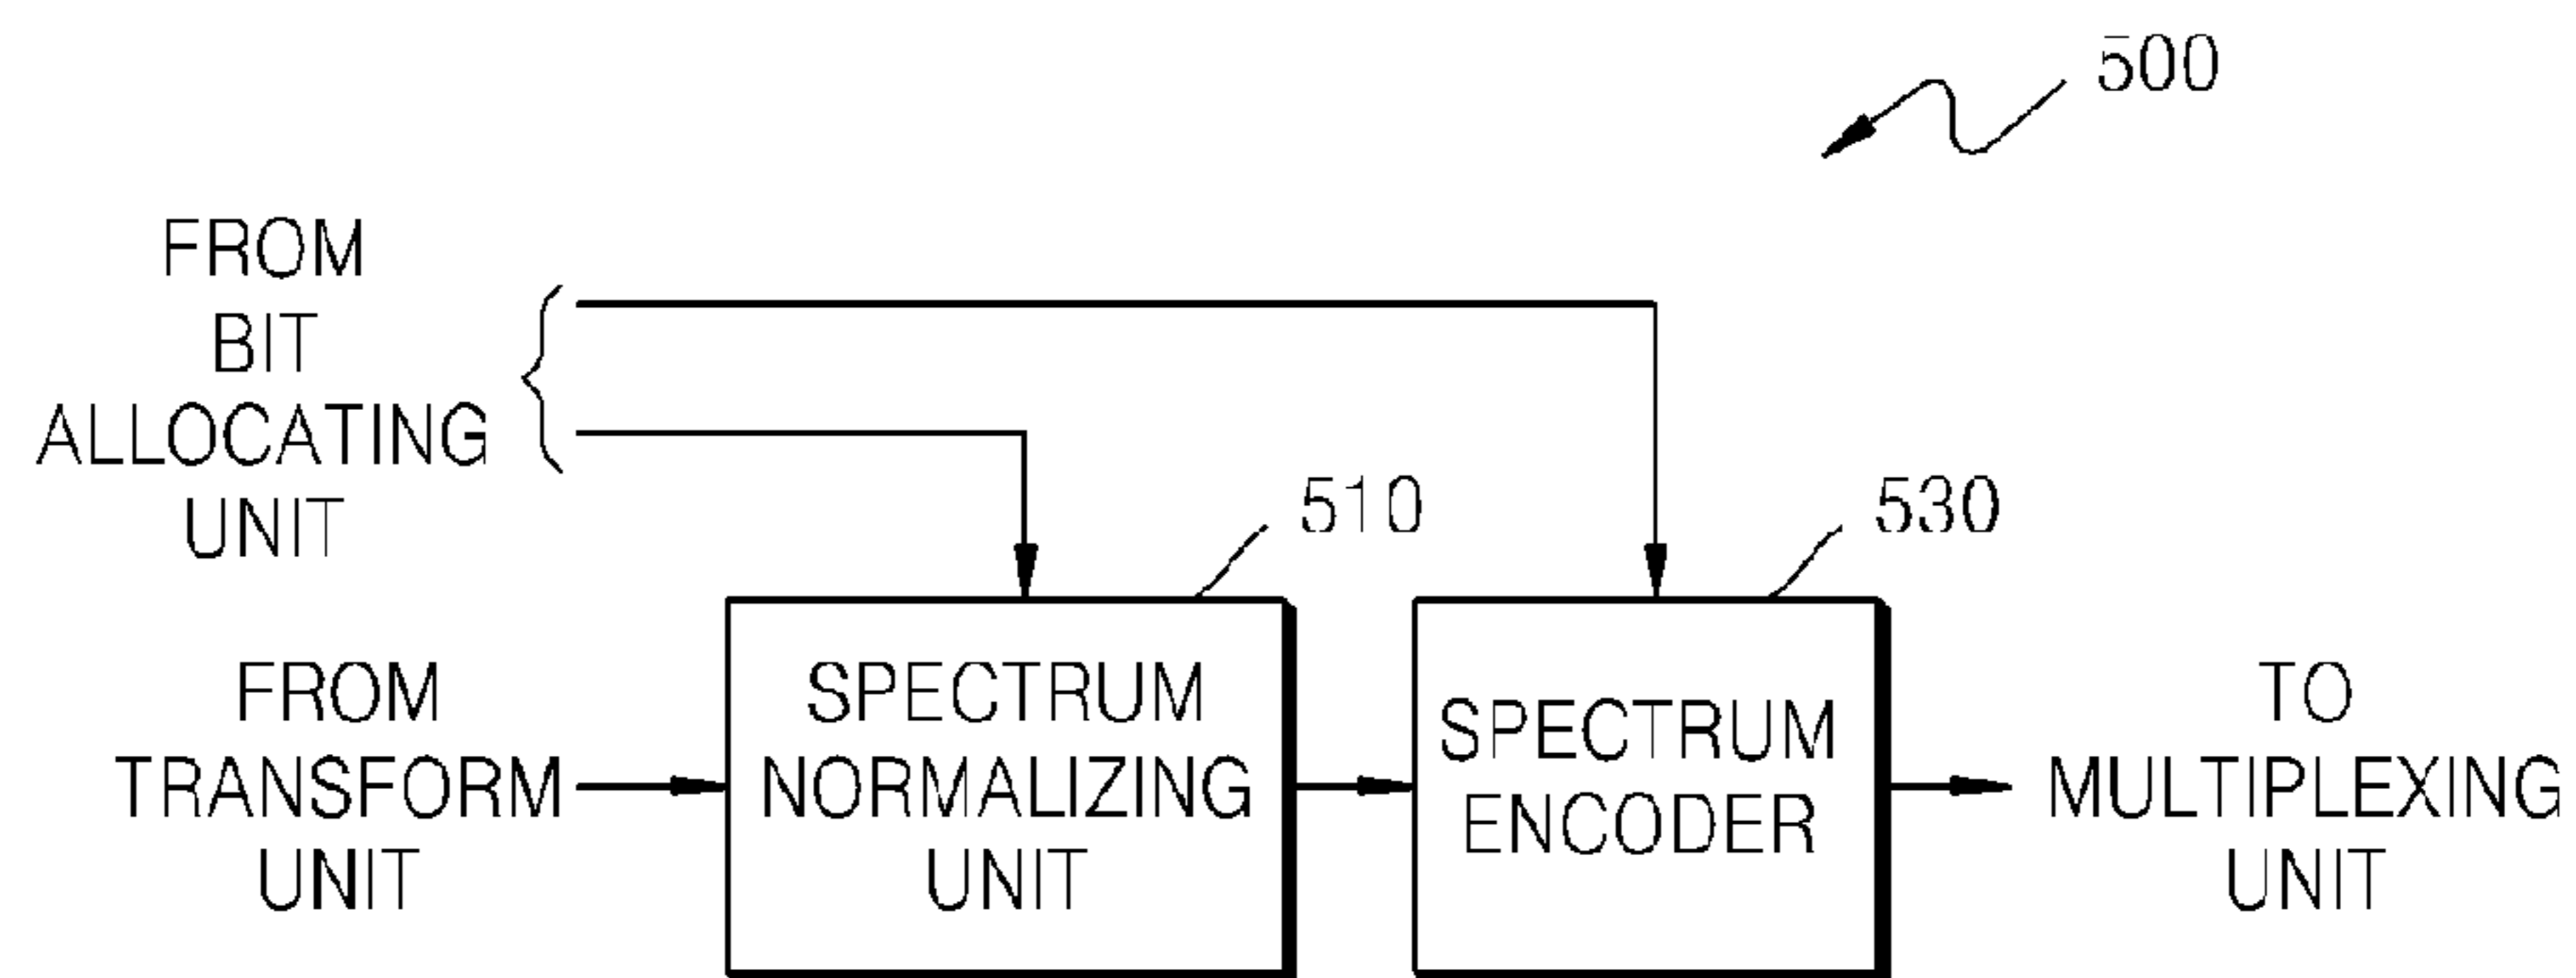 500
FROM
BIT
ALLOCATING
UNIT
510
530
FROM
TRANSFORM
UNIT
SPECTRUM
NORMALIZING
UNIT
SPECTRUM
ENCODER
TO
MULTIPLEXING
UNIT